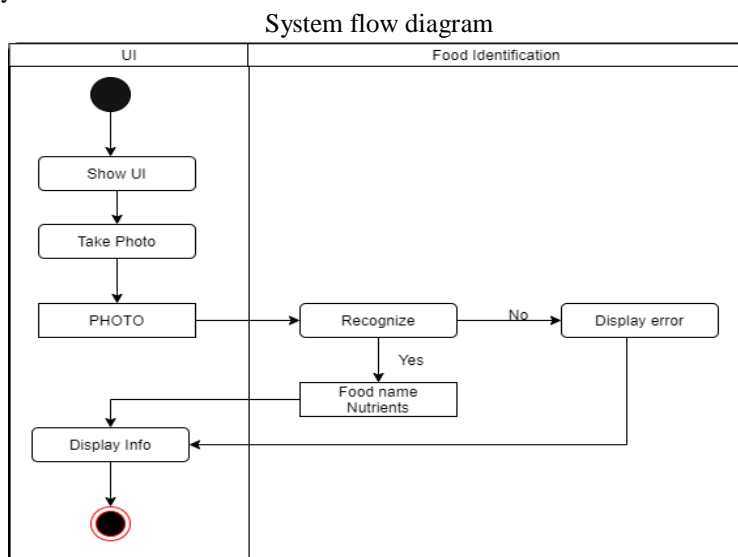 System flow diagram
UI
Food Identification
Show UI
Take Photo
PHOTO
Recognize
No
Display error
Yes
Food name
Nutrients
Display Info